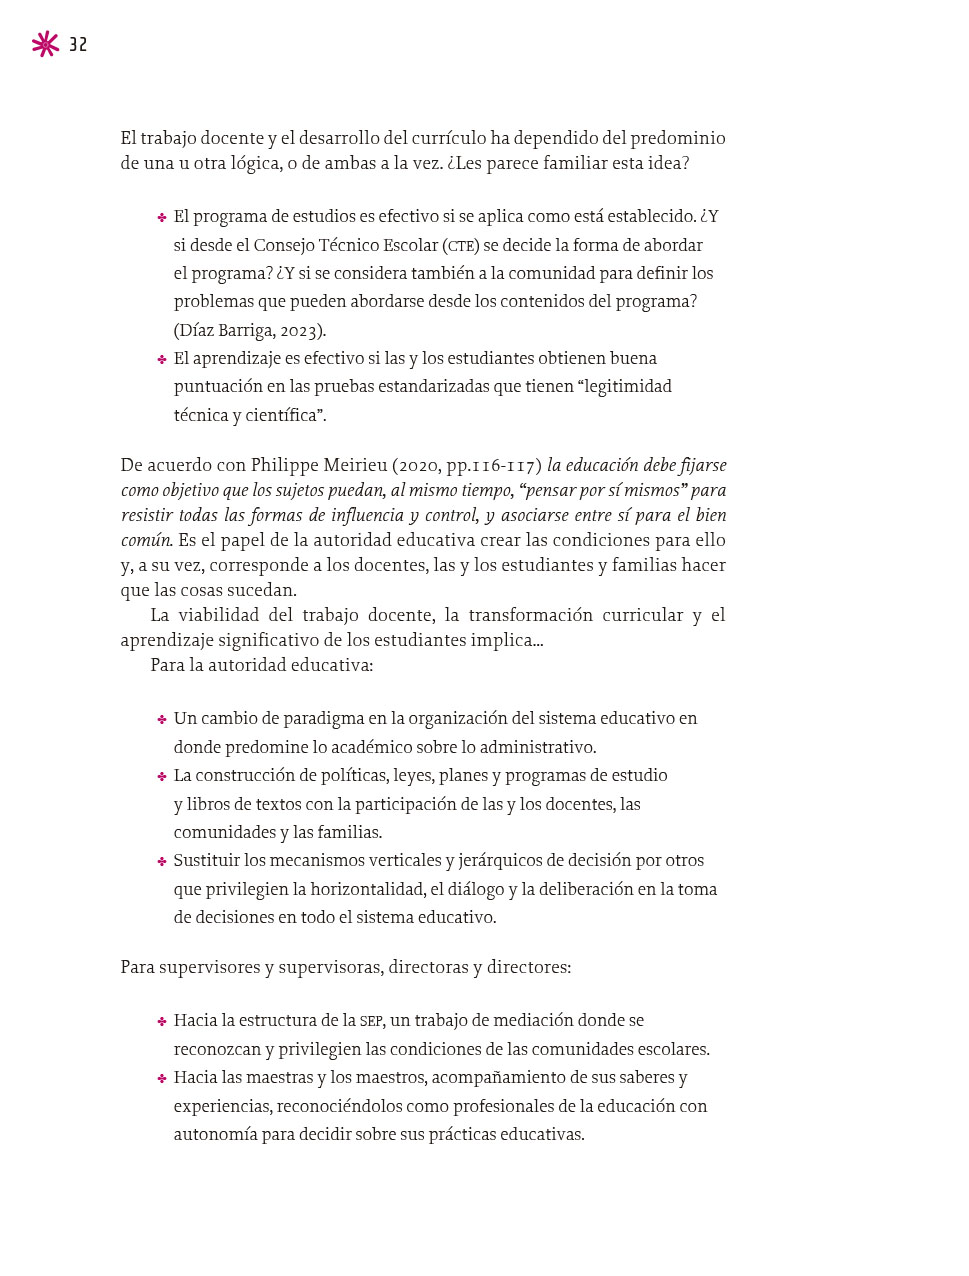 32
El trabajo docente y el desarrollo del currículo ha dependido del predominio
de una u otra lógica, o de ambas a la vez. ¿Les parece familiar esta idea?
✤ El programa de estudios es efectivo si se aplica como está establecido. ¿Y
si desde el Consejo Técnico Escolar (CTE) se decide la forma de abordar
el programa? ¿Y si se considera también a la comunidad para definir los
problemas que pueden abordarse desde los contenidos del programa?
(Díaz Barriga, 2023).
✤ El aprendizaje es efectivo si las y los estudiantes obtienen buena
puntuación en las pruebas estandarizadas que tienen “legitimidad
técnica y científica”.
De acuerdo con Philippe Meirieu (2020, pp.116-117) la educación debe fijarse
como objetivo que los sujetos puedan, al mismo tiempo, “pensar por sí mismos” para
resistir todas las formas de influencia y control, y asociarse entre sí para el bien
común. Es el papel de la autoridad educativa crear las condiciones para ello
y, a su vez, corresponde a los docentes, las y los estudiantes y familias hacer
que las cosas sucedan.
La viabilidad del trabajo docente, la transformación curricular y el
aprendizaje significativo de los estudiantes implica...
Para la autoridad educativa:
✤ Un cambio de paradigma en la organización del sistema educativo en
donde predomine lo académico sobre lo administrativo.
✤ La construcción de políticas, leyes, planes y programas de estudio
y libros de textos con la participación de las y los docentes, las
comunidades y las familias.
✤ Sustituir los mecanismos verticales y jerárquicos de decisión por otros
que privilegien la horizontalidad, el diálogo y la deliberación en la toma
de decisiones en todo el sistema educativo.
Para supervisores y supervisoras, directoras y directores:
✤ Hacia la estructura de la SEP, un trabajo de mediación donde se
reconozcan y privilegien las condiciones de las comunidades escolares.
✤ Hacia las maestras y los maestros, acompañamiento de sus saberes y
experiencias, reconociéndolos como profesionales de la educación con
autonomía para decidir sobre sus prácticas educativas.